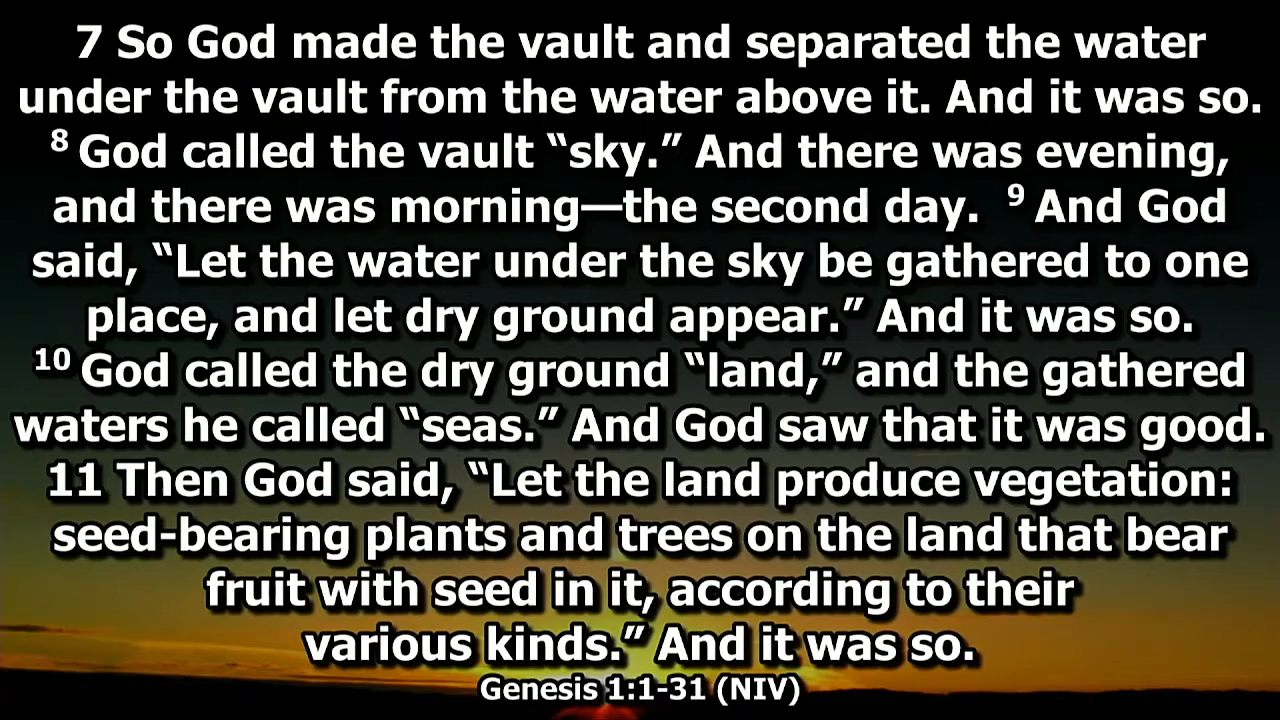 7 So God made the vault and separated the water
under the vault from the water above it. And it was so.
8 God called the vault “sky.” And there was evening,
and there was morning—the second day. 9 And God
said, “Let the water under the sky be gathered to one
place, and let dry ground appear.” And it was so.
10 God called the dry ground “land,” and the gathered
waters he called “seas.” And God saw that it was good.
11 Then God said, “Let the land produce vegetation:
seed-bearing plants and trees on the land that bear
fruit with seed in it, according to their
various kinds.” And it was so.
Genesis 1:1-31 (NIV)